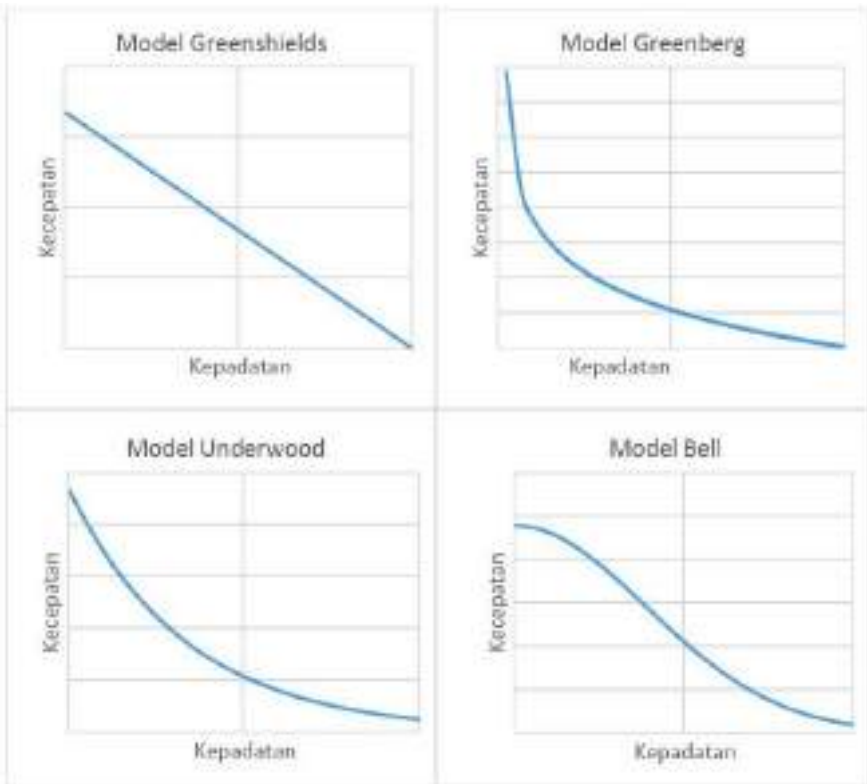 Model Greenshields
Kecepatan
Kepadatan
Model Greenberg
Kecepatan
Kepadatan
Model Underwood
Kecepatan
Kepadatan
Model Bell
Kecepatan
Kepadatan